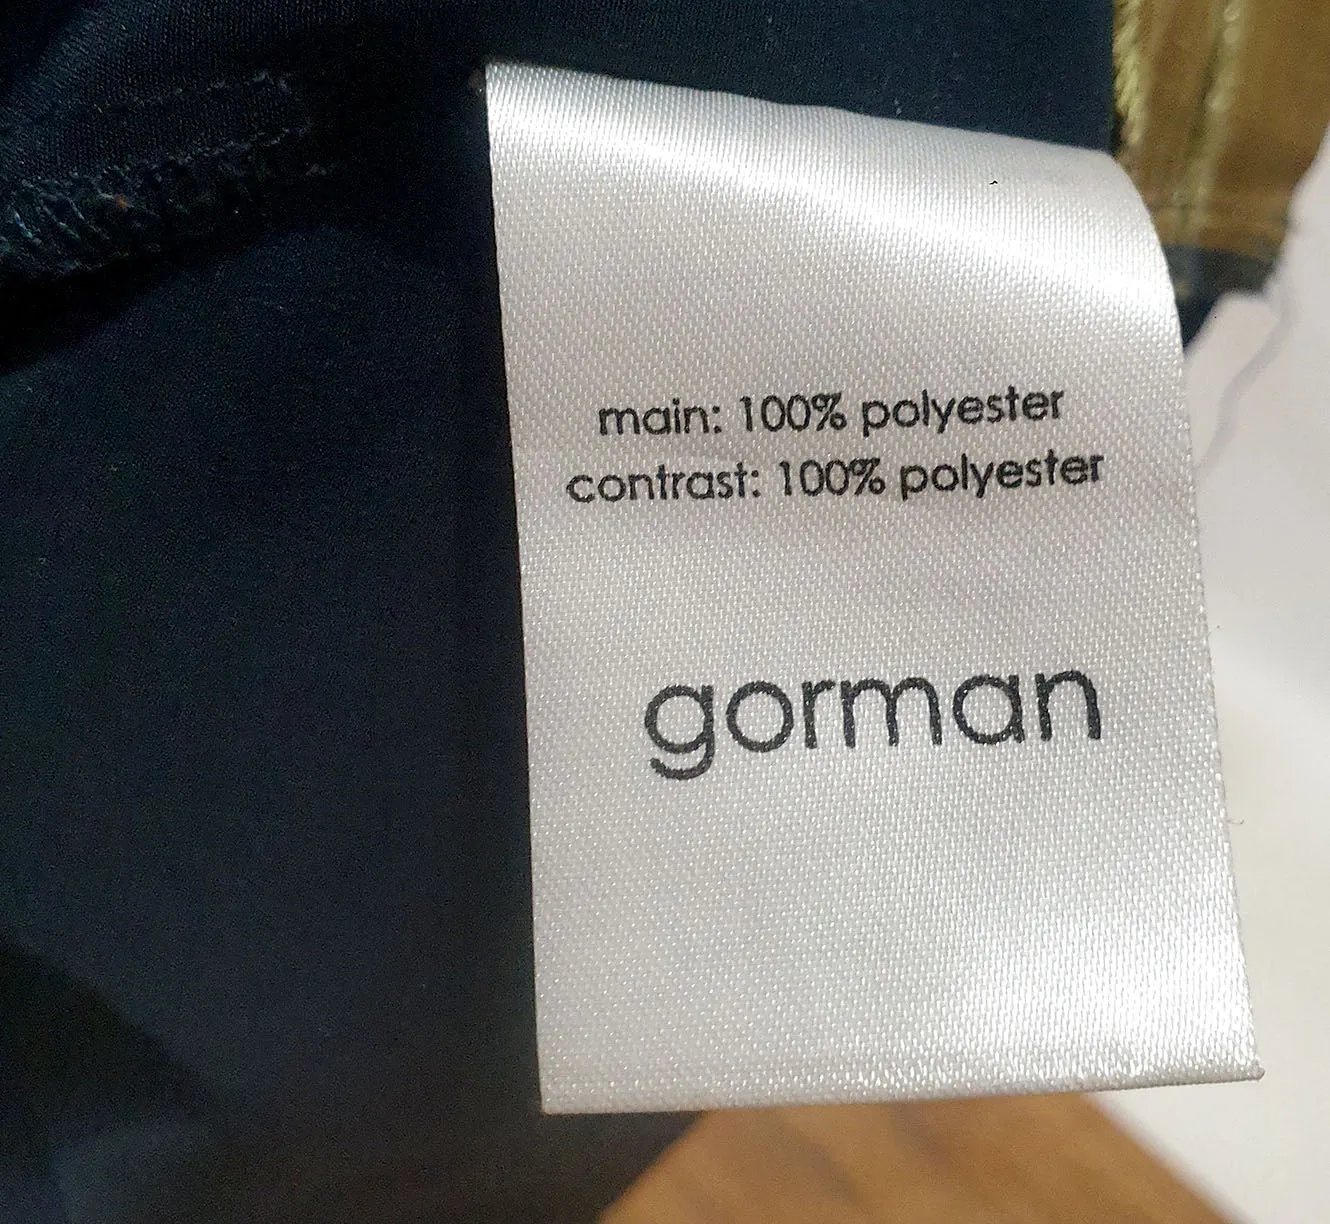 main: 100% polyester
contrast: 100% polyester
gorman